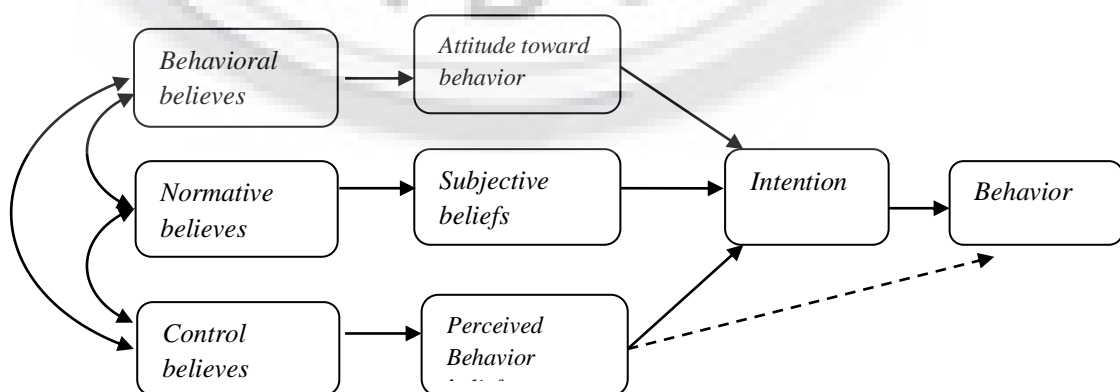 Behavioral
believes
Attitude toward
behavior
Normative
believes
Subjective
beliefs
Intention
Behavior
Control
believes
Perceived
Behavior